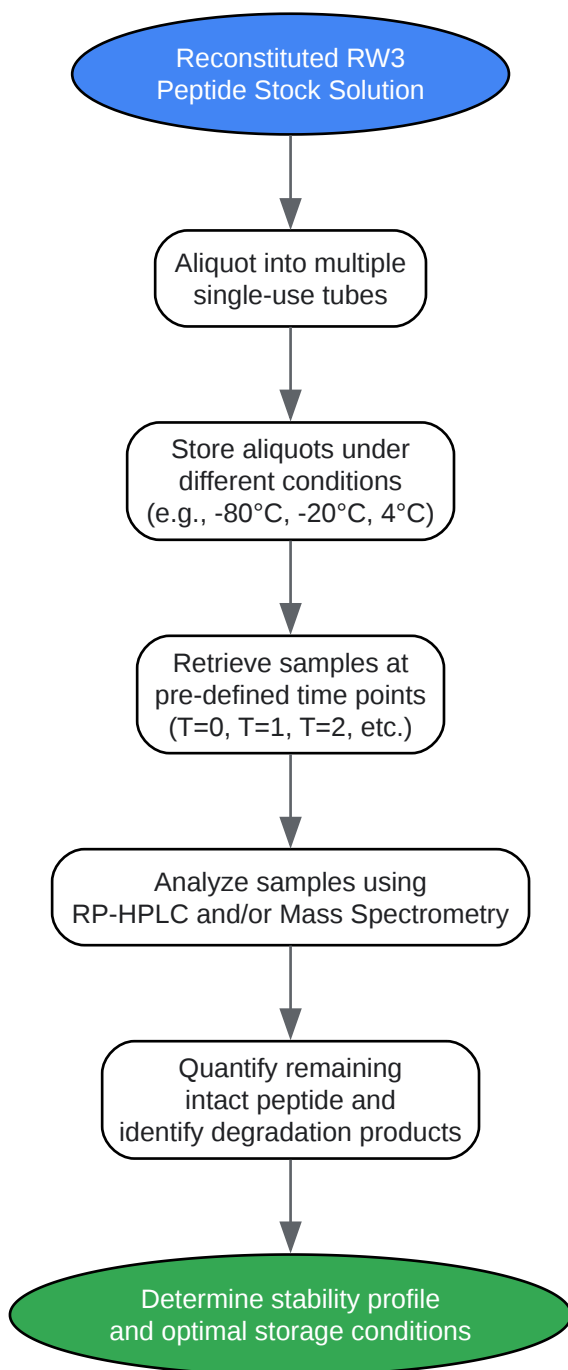 Reconstituted RW3
Peptide Stock Solution
Aliquot into multiple
single-use tubes
Store aliquots under
different conditions
(e.g., -80°C, -20°C, 4°C)
Retrieve samples at
pre-defined time points
(T=0, T=1, T=2, etc.)
Analyze samples using
RP-HPLC and/or Mass Spectrometry
Quantify remaining
intact peptide and
identify degradation products
Determine stability profile
and optimal storage conditions